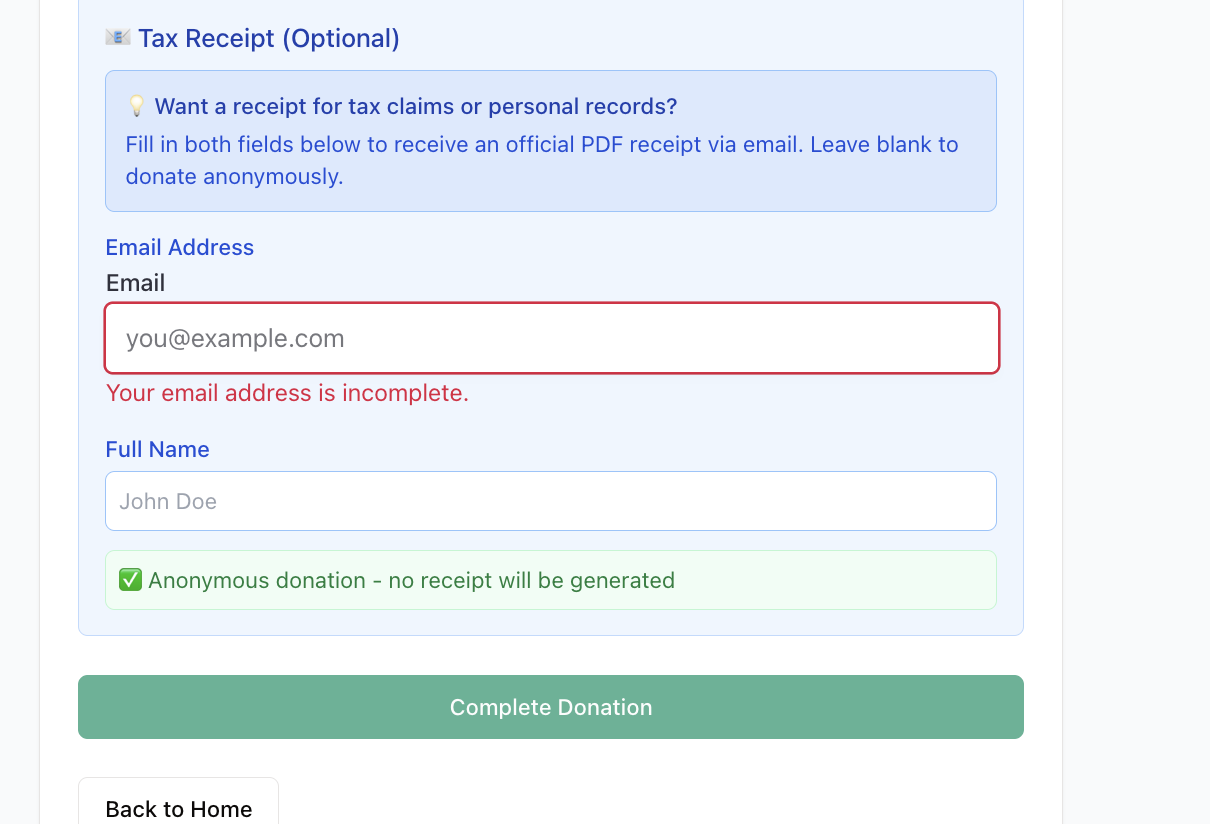 📧 Tax Receipt (Optional)
💡 Want a receipt for tax claims or personal records?
Fill in both fields below to receive an official PDF receipt via email. Leave blank to
donate anonymously.
Email Address
Email
you@example.com
Your email address is incomplete.
Full Name
John Doe
✅ Anonymous donation - no receipt will be generated
Complete Donation
Back to Home